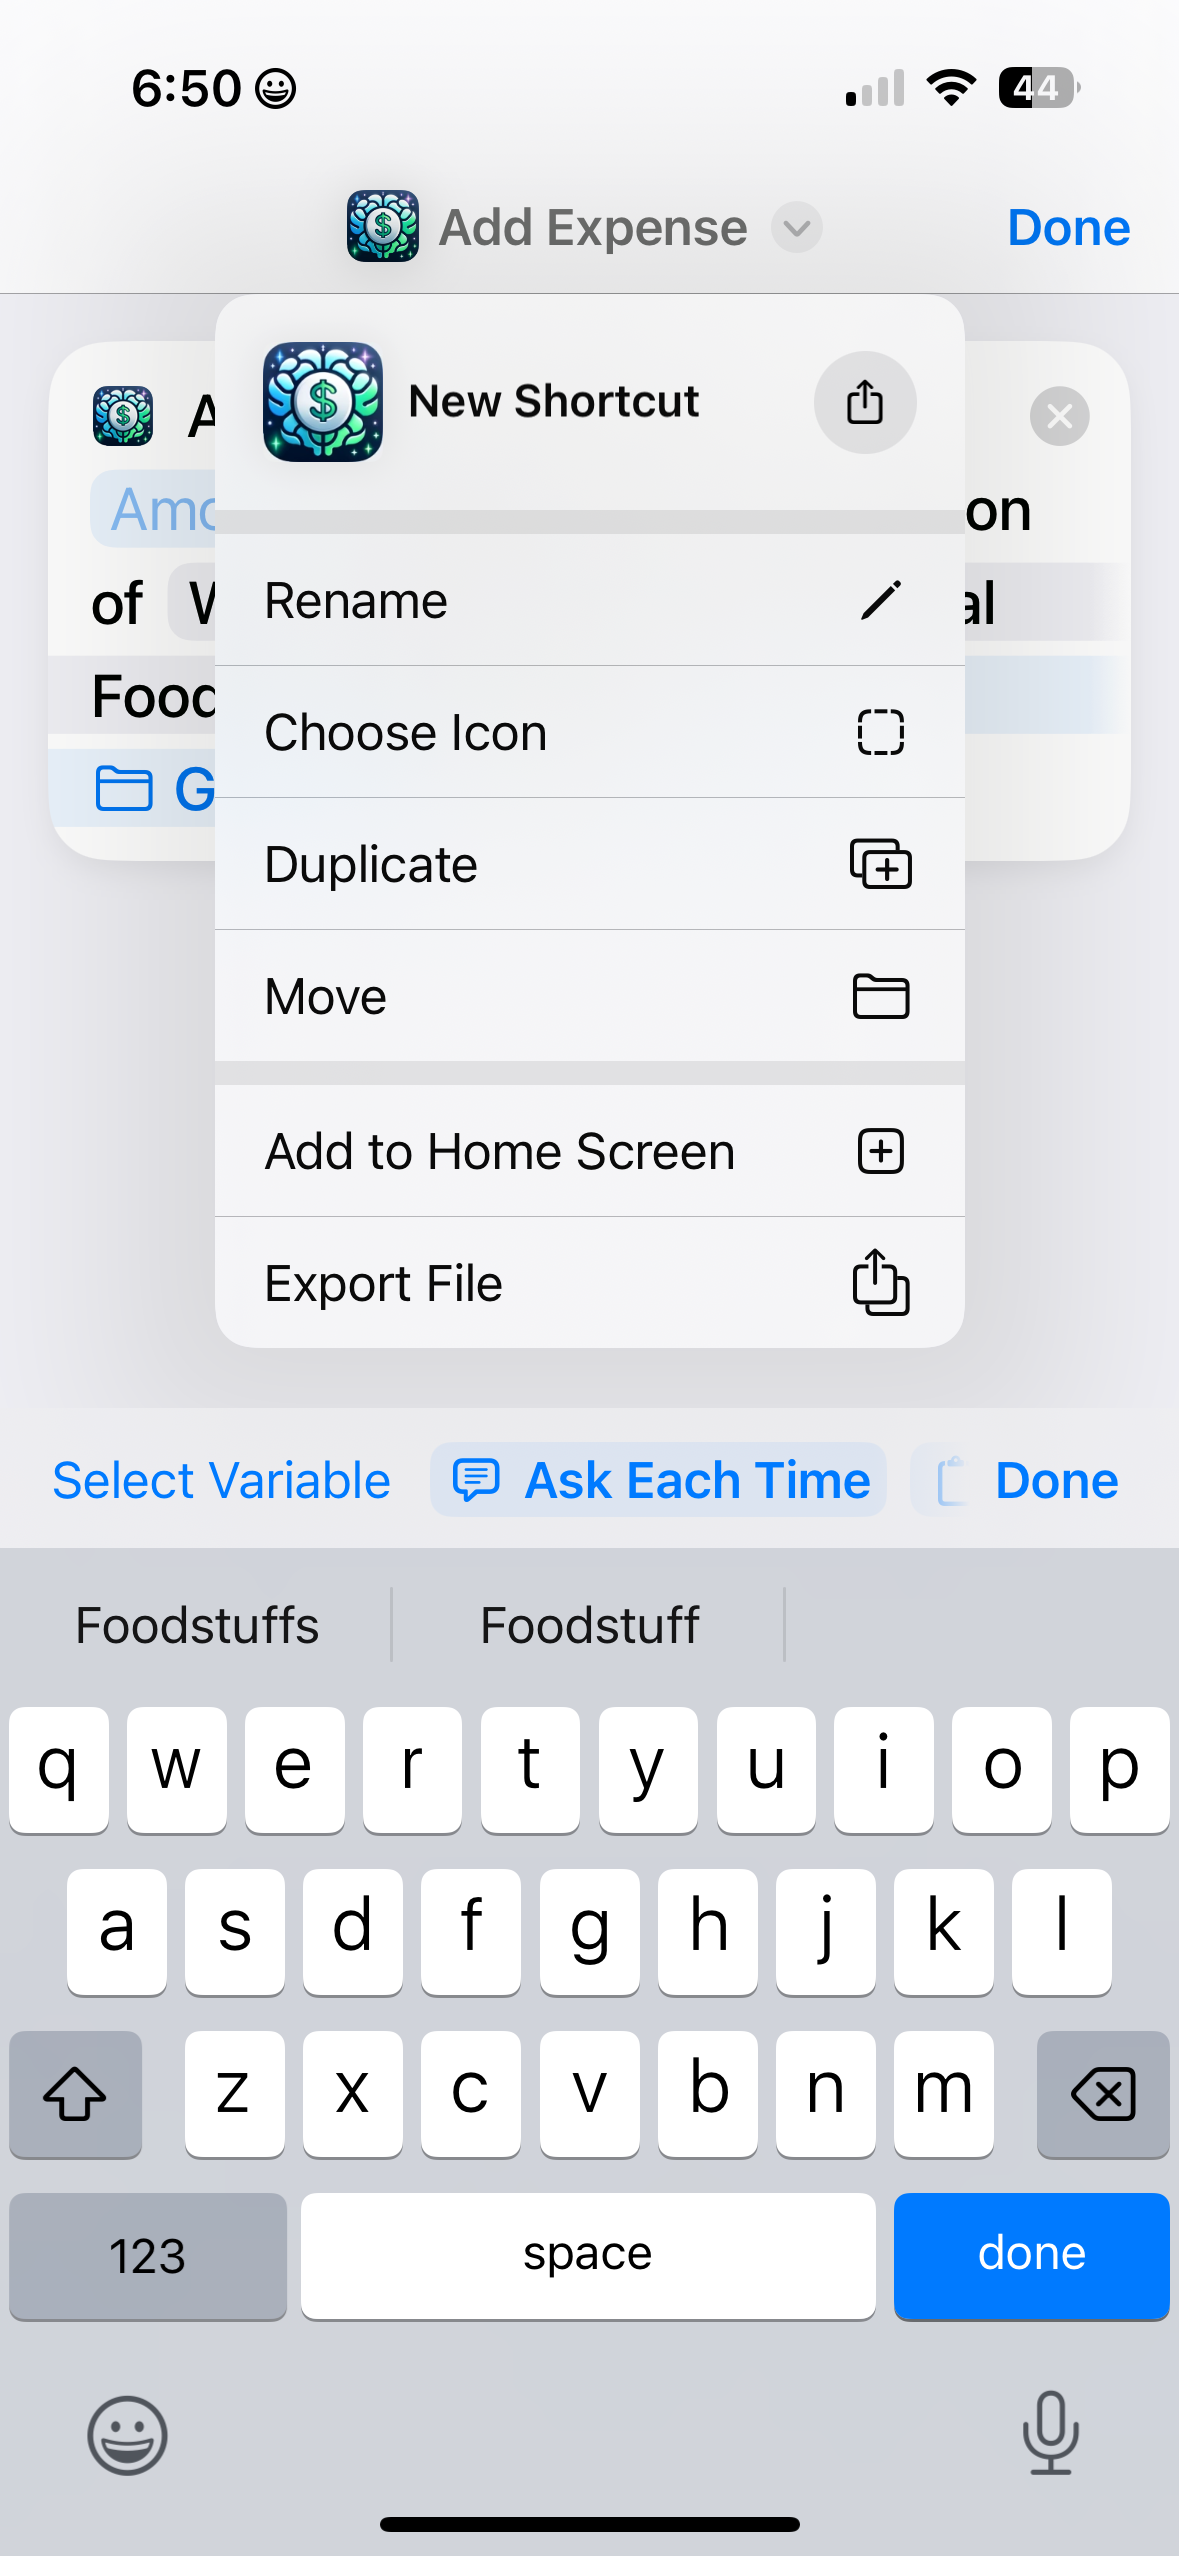 6:50
44
Add Expense
Done
New Shortcut
on
of
al
Food
Rename
Choose Icon
Duplicate
Move
Add to Home Screen
Export File
Select Variable
Ask Each Time
Done
Foodstuffs
Foodstuff
q w e r t y u i o p
a s d f g h j k l
z x c v b n m
123
space
done